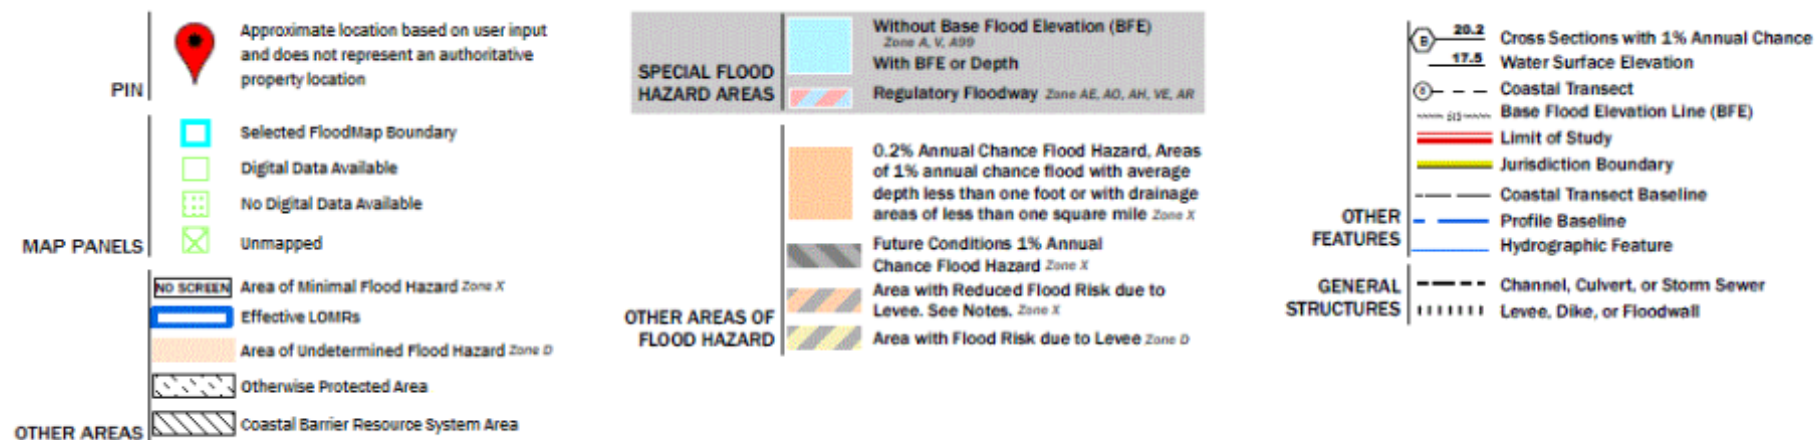 Approximate location based on user input
and does not represent an authoritative
property location
PIN
Selected FloodMap Boundary
Digital Data Available
No Digital Data Available
Unmapped
MAP PANELS
NO SCREEN Area of Minimal Flood Hazard Zone X
Effective LOMRs
Area of Undetermined Flood Hazard Zone D
Otherwise Protected Area
Coastal Barrier Resource System Area
OTHER AREAS
Without Base Flood Elevation (BFE)
Zone A, V, A99
With BFE or Depth
Regulatory Floodway Zone AE, AO, AH, VE, AR
SPECIAL FLOOD
HAZARD AREAS
0.2% Annual Chance Flood Hazard, Areas
of 1% annual chance flood with average
depth less than one foot or with drainage
areas of less than one square mile Zone X
Future Conditions 1% Annual
Chance Flood Hazard Zone X
Area with Reduced Flood Risk due to
Levee. See Notes. Zone X
Area with Flood Risk due to Levee Zone D
OTHER AREAS OF
FLOOD HAZARD
B 20.2 Cross Sections with 1% Annual Chance
17.5 Water Surface Elevation
Coastal Transect
Base Flood Elevation Line (BFE)
Limit of Study
Jurisdiction Boundary
Coastal Transect Baseline
Profile Baseline
Hydrographic Feature
OTHER
FEATURES
Channel, Culvert, or Storm Sewer
Levee, Dike, or Floodwall
GENERAL
STRUCTURES